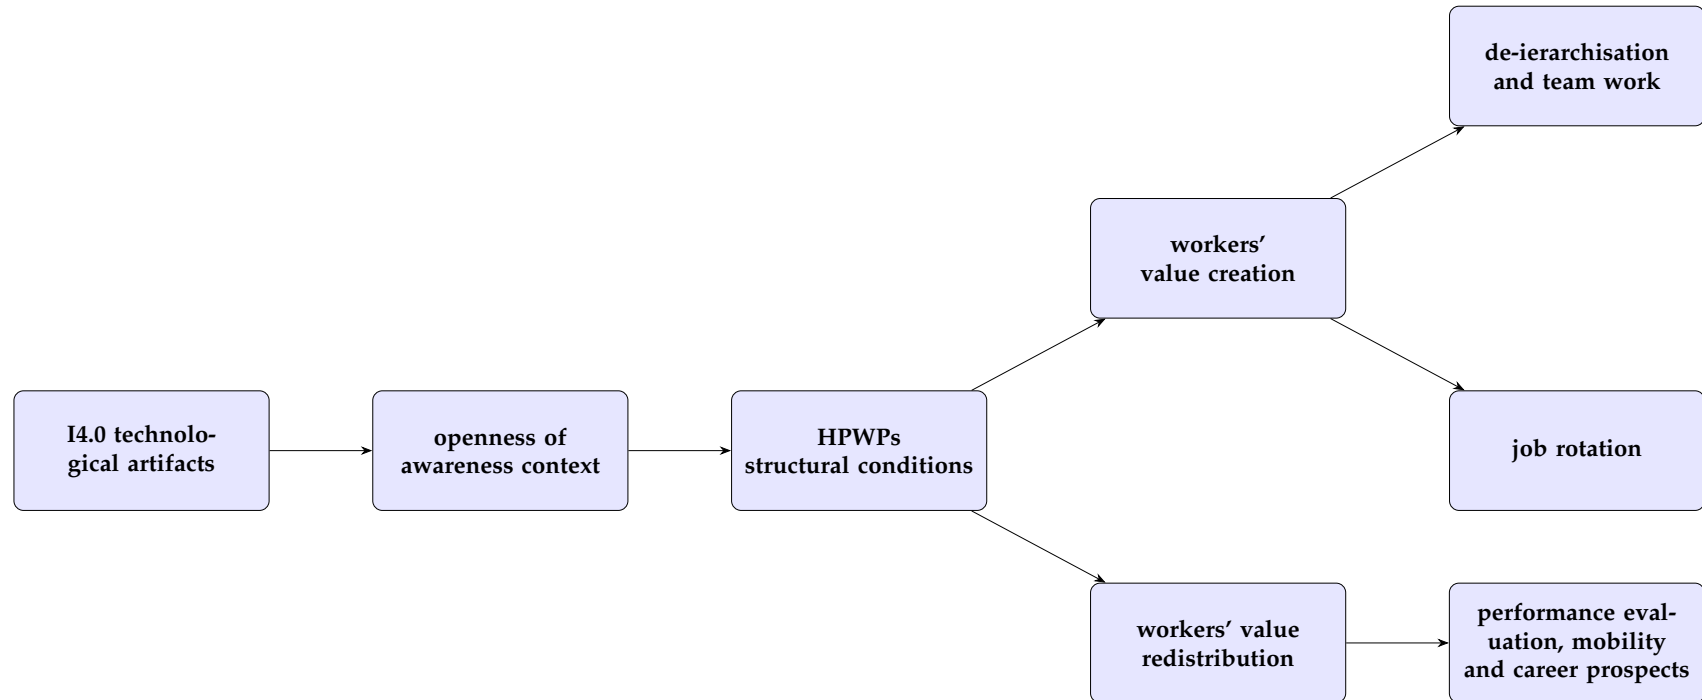 de-ierarchisation
and team work
workers’
value creation
I4.0 technolo-
gical artifacts
openness of
awareness context
HPWPs
structural conditions
job rotation
workers’ value
redistribution
performance eval-
uation, mobility
and career prospects